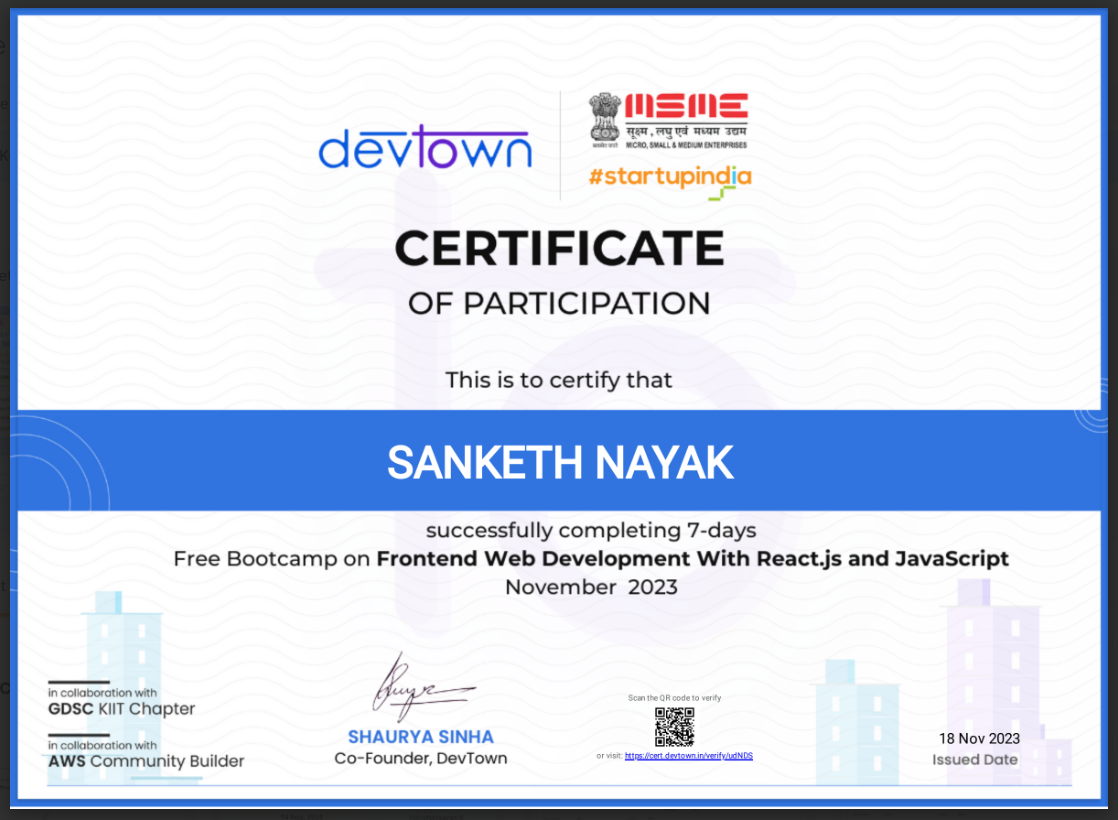 devtown
MSME
सूक्ष्म, लघु एवं मध्यम उद्यम
MICRO, SMALL & MEDIUM ENTERPRISES
#startupindia
CERTIFICATE
OF PARTICIPATION
This is to certify that
SANKETH NAYAK
successfully completing 7-days
Free Bootcamp on Frontend Web Development With React.js and JavaScript
November 2023
in collaboration with
GDSC KIIT Chapter
in collaboration with
AWS Community Builder
SHAURYA SINHA
Co-Founder, DevTown
Scan the QR code to verify
or visit: https://cert.devtown.in/verify/udNDS
18 Nov 2023
Issued Date